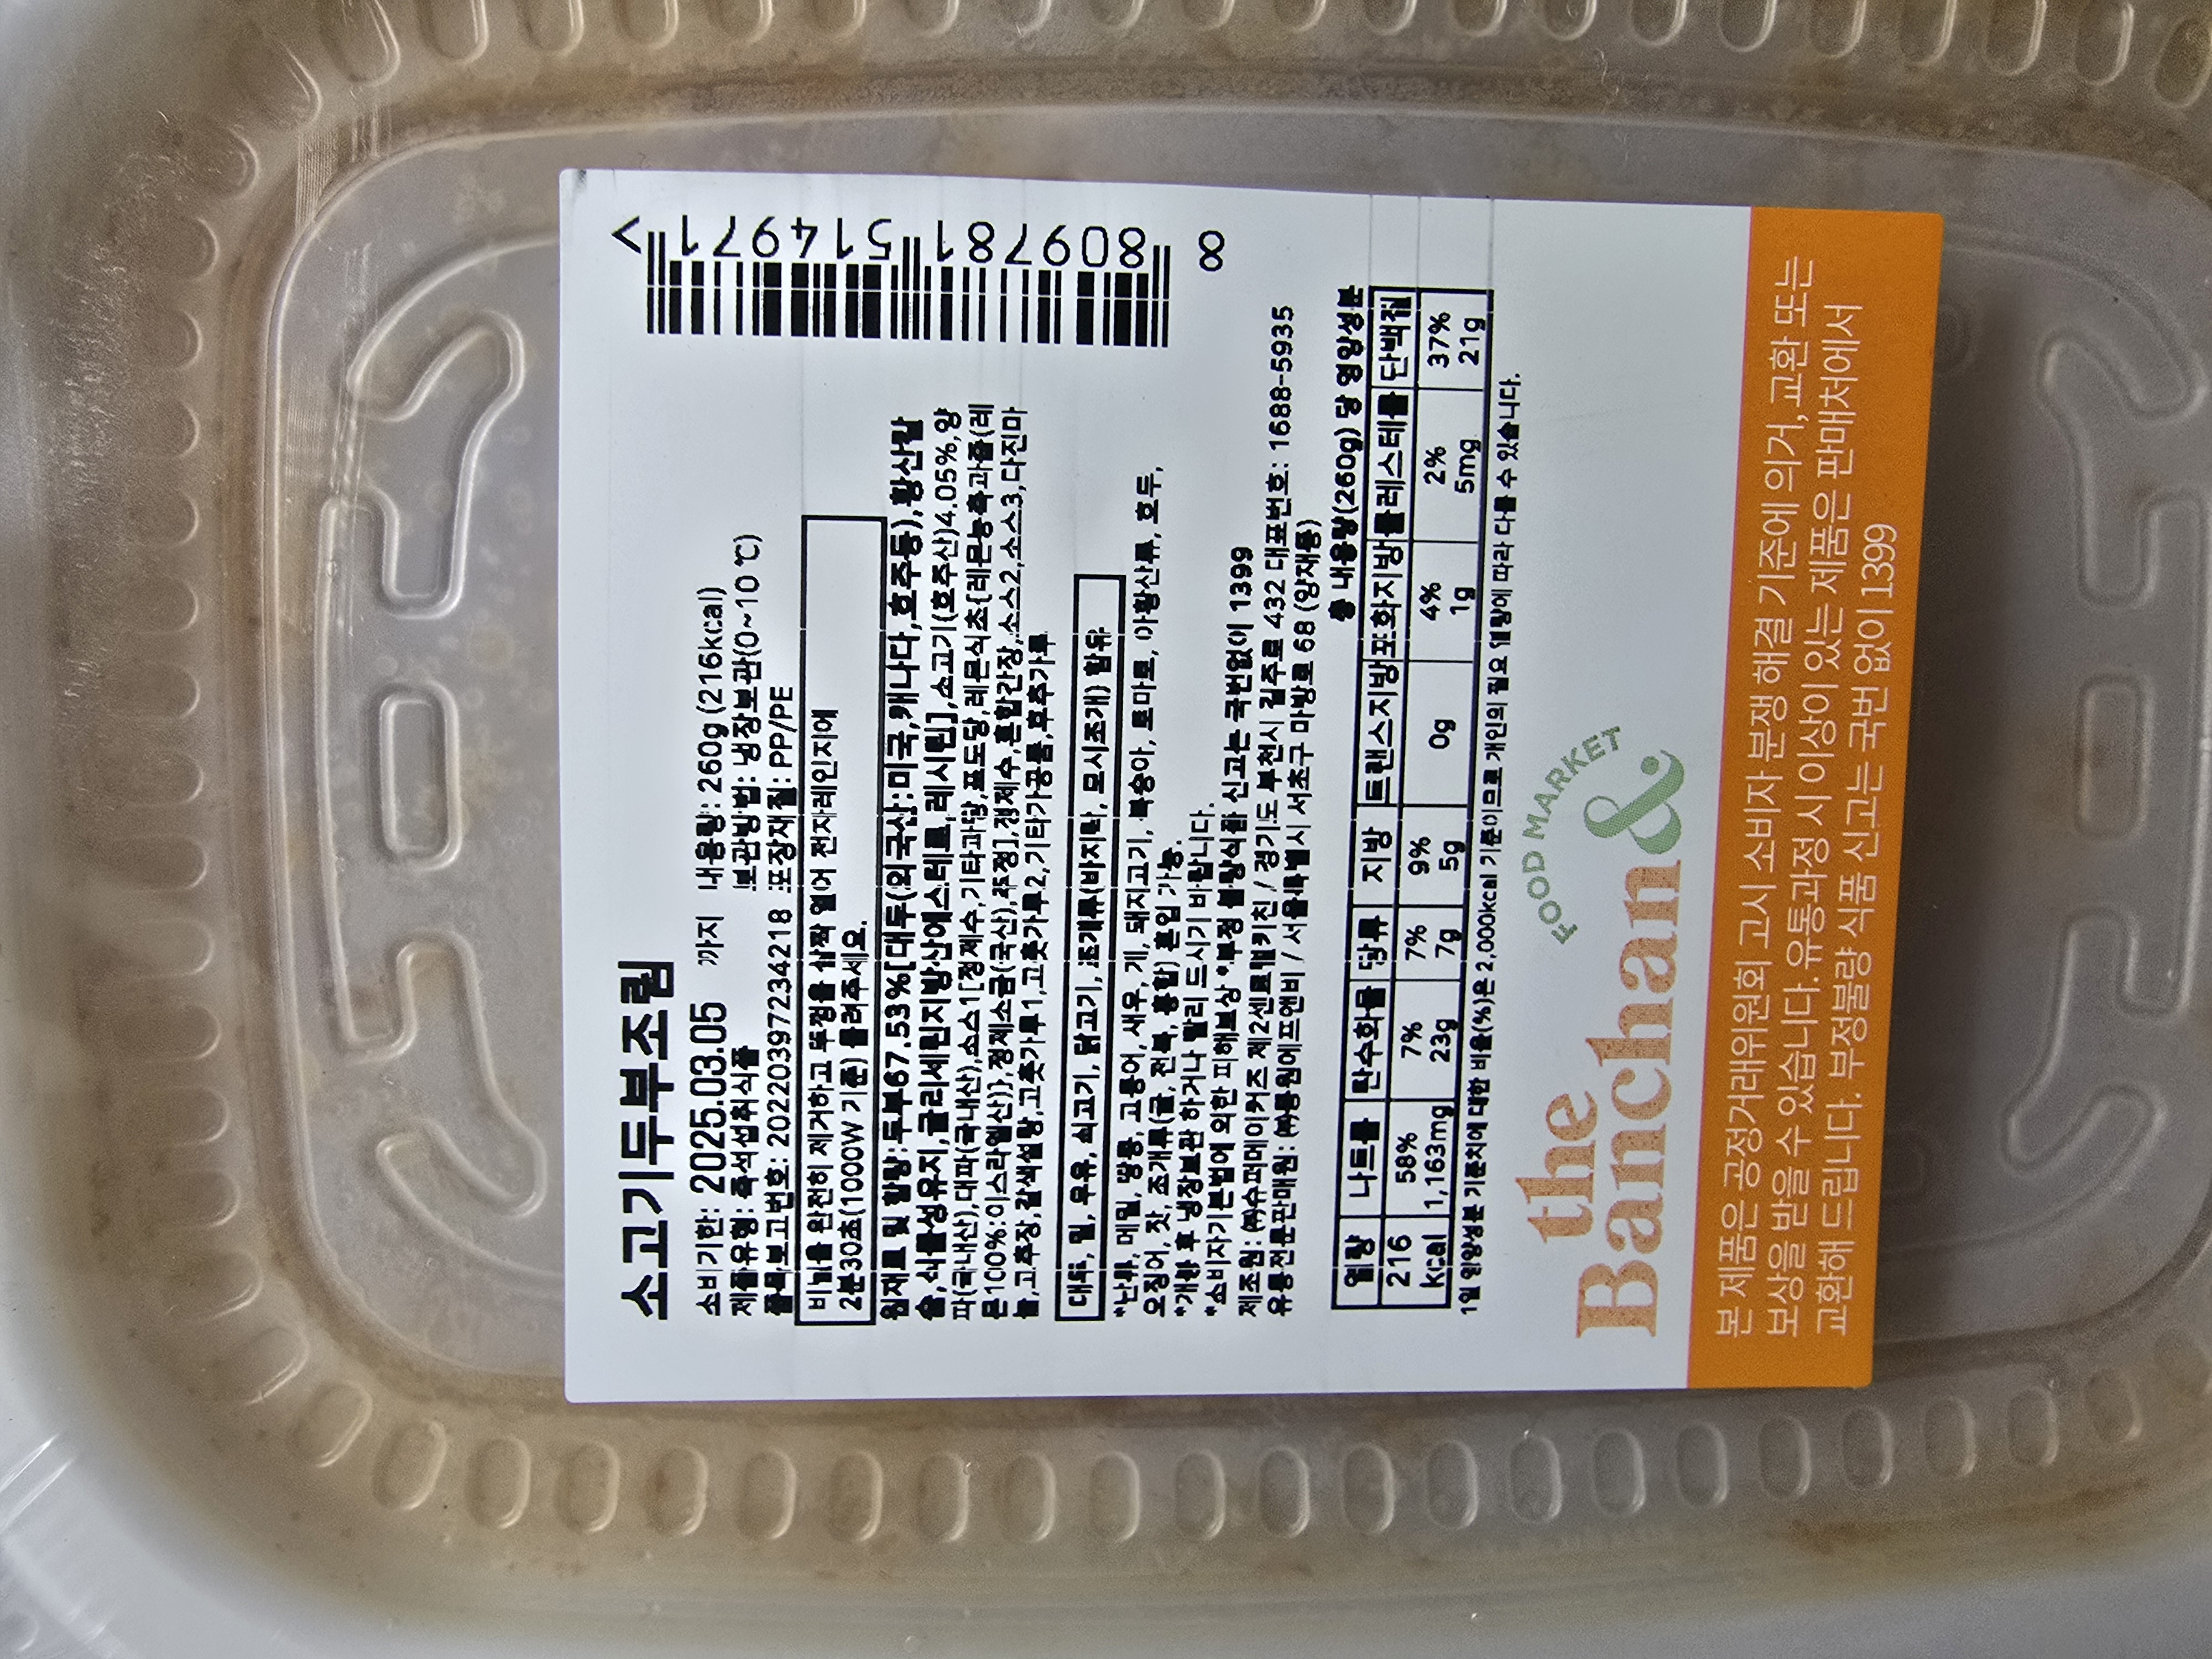 소고기두부조림
소비기한: 2025.03.05 까지 내용량: 260g (216kcal)
제품유형: 즉석섭취식품 보관방법: 냉장보관(0~10℃)
품목보고번호: 2022039723421​8 포장재질: PP/PE
비닐을 완전히 제거하고 뚜껑을 살짝 열어 전자레인지에
2분30초(1000W 기준) 돌려주세요.
원재료 및 함량: 두부67.53%[대두(외국산:미국,캐나다,호주등),황산칼
슘,식물성유지,글리세린지방산에스테르,레시틴],소고기(호주산)4.05%,양
파(국내산),대파(국내산),소스1[정제수,기타과당,포도당,레몬식초{레몬농축과즙(레
몬100%:이스라엘산)},정제소금(국산),주정],정제수,혼합간장,소스2,소스3,다진마
늘,고추장,갈색설탕,고춧가루1,고춧가루2,기타가공품,후추가루
대두, 밀, 우유, 쇠고기, 닭고기, 조개류(바지락, 모시조개) 함유
*난류, 메밀, 땅콩, 고등어, 새우, 게, 돼지고기, 복숭아, 토마토, 아황산류, 호두,
오징어, 잣, 조개류(굴, 전복, 홍합) 혼입 가능.
*개봉 후 냉장보관 하거나 빨리 드시기 바랍니다.
*소비자기본법에 의한 피해보상 *부정·불량식품 신고는 국번없이 1399
제조원: ㈜슈퍼메이커즈 제2센트럴키친 / 경기도 부천시 길주로 432 대표번호: 1688-5935
유통전문판매원: ㈜동원에프앤비 / 서울특별시 서초구 마방로 68 (양재동)
총 내용량(260g) 당 영양성분
열량 나트륨 탄수화물 당류 지방 트랜스지방 포화지방 콜레스테롤 단백질
216 58% 7% 7% 9% 0g 4% 2% 37%
kcal 1,163mg 23g 7g 5g 1g 5mg 21g
1일 영양성분 기준치에 대한 비율(%)은 2,000kcal 기준이므로 개인의 필요 열량에 따라 다를 수 있습니다.
8 809781 514971 >
FOOD MARKET
the
Banchan&
본 제품은 공정거래위원회 고시 소비자 분쟁 해결 기준에 의거,교환 또는
보상을 받을 수 있습니다.유통과정 시 이상이 있는 제품은 판매처에서
교환해 드립니다. 부정불량 식품 신고는 국번 없이 1399